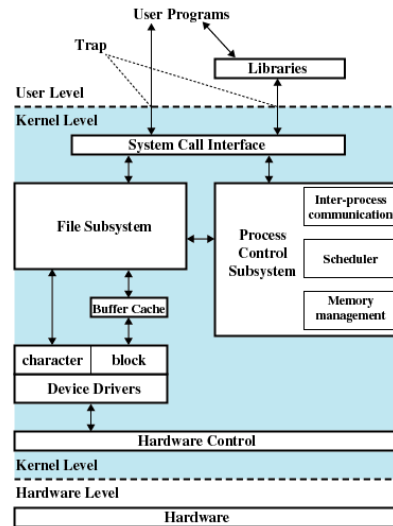 User Programs
Trap
Libraries
User Level
Kernel Level
System Call Interface
File Subsystem
Inter-process
communication
Process
Control
Subsystem
Scheduler
Memory
management
Buffer Cache
character
block
Device Drivers
Hardware Control
Kernel Level
Hardware Level
Hardware